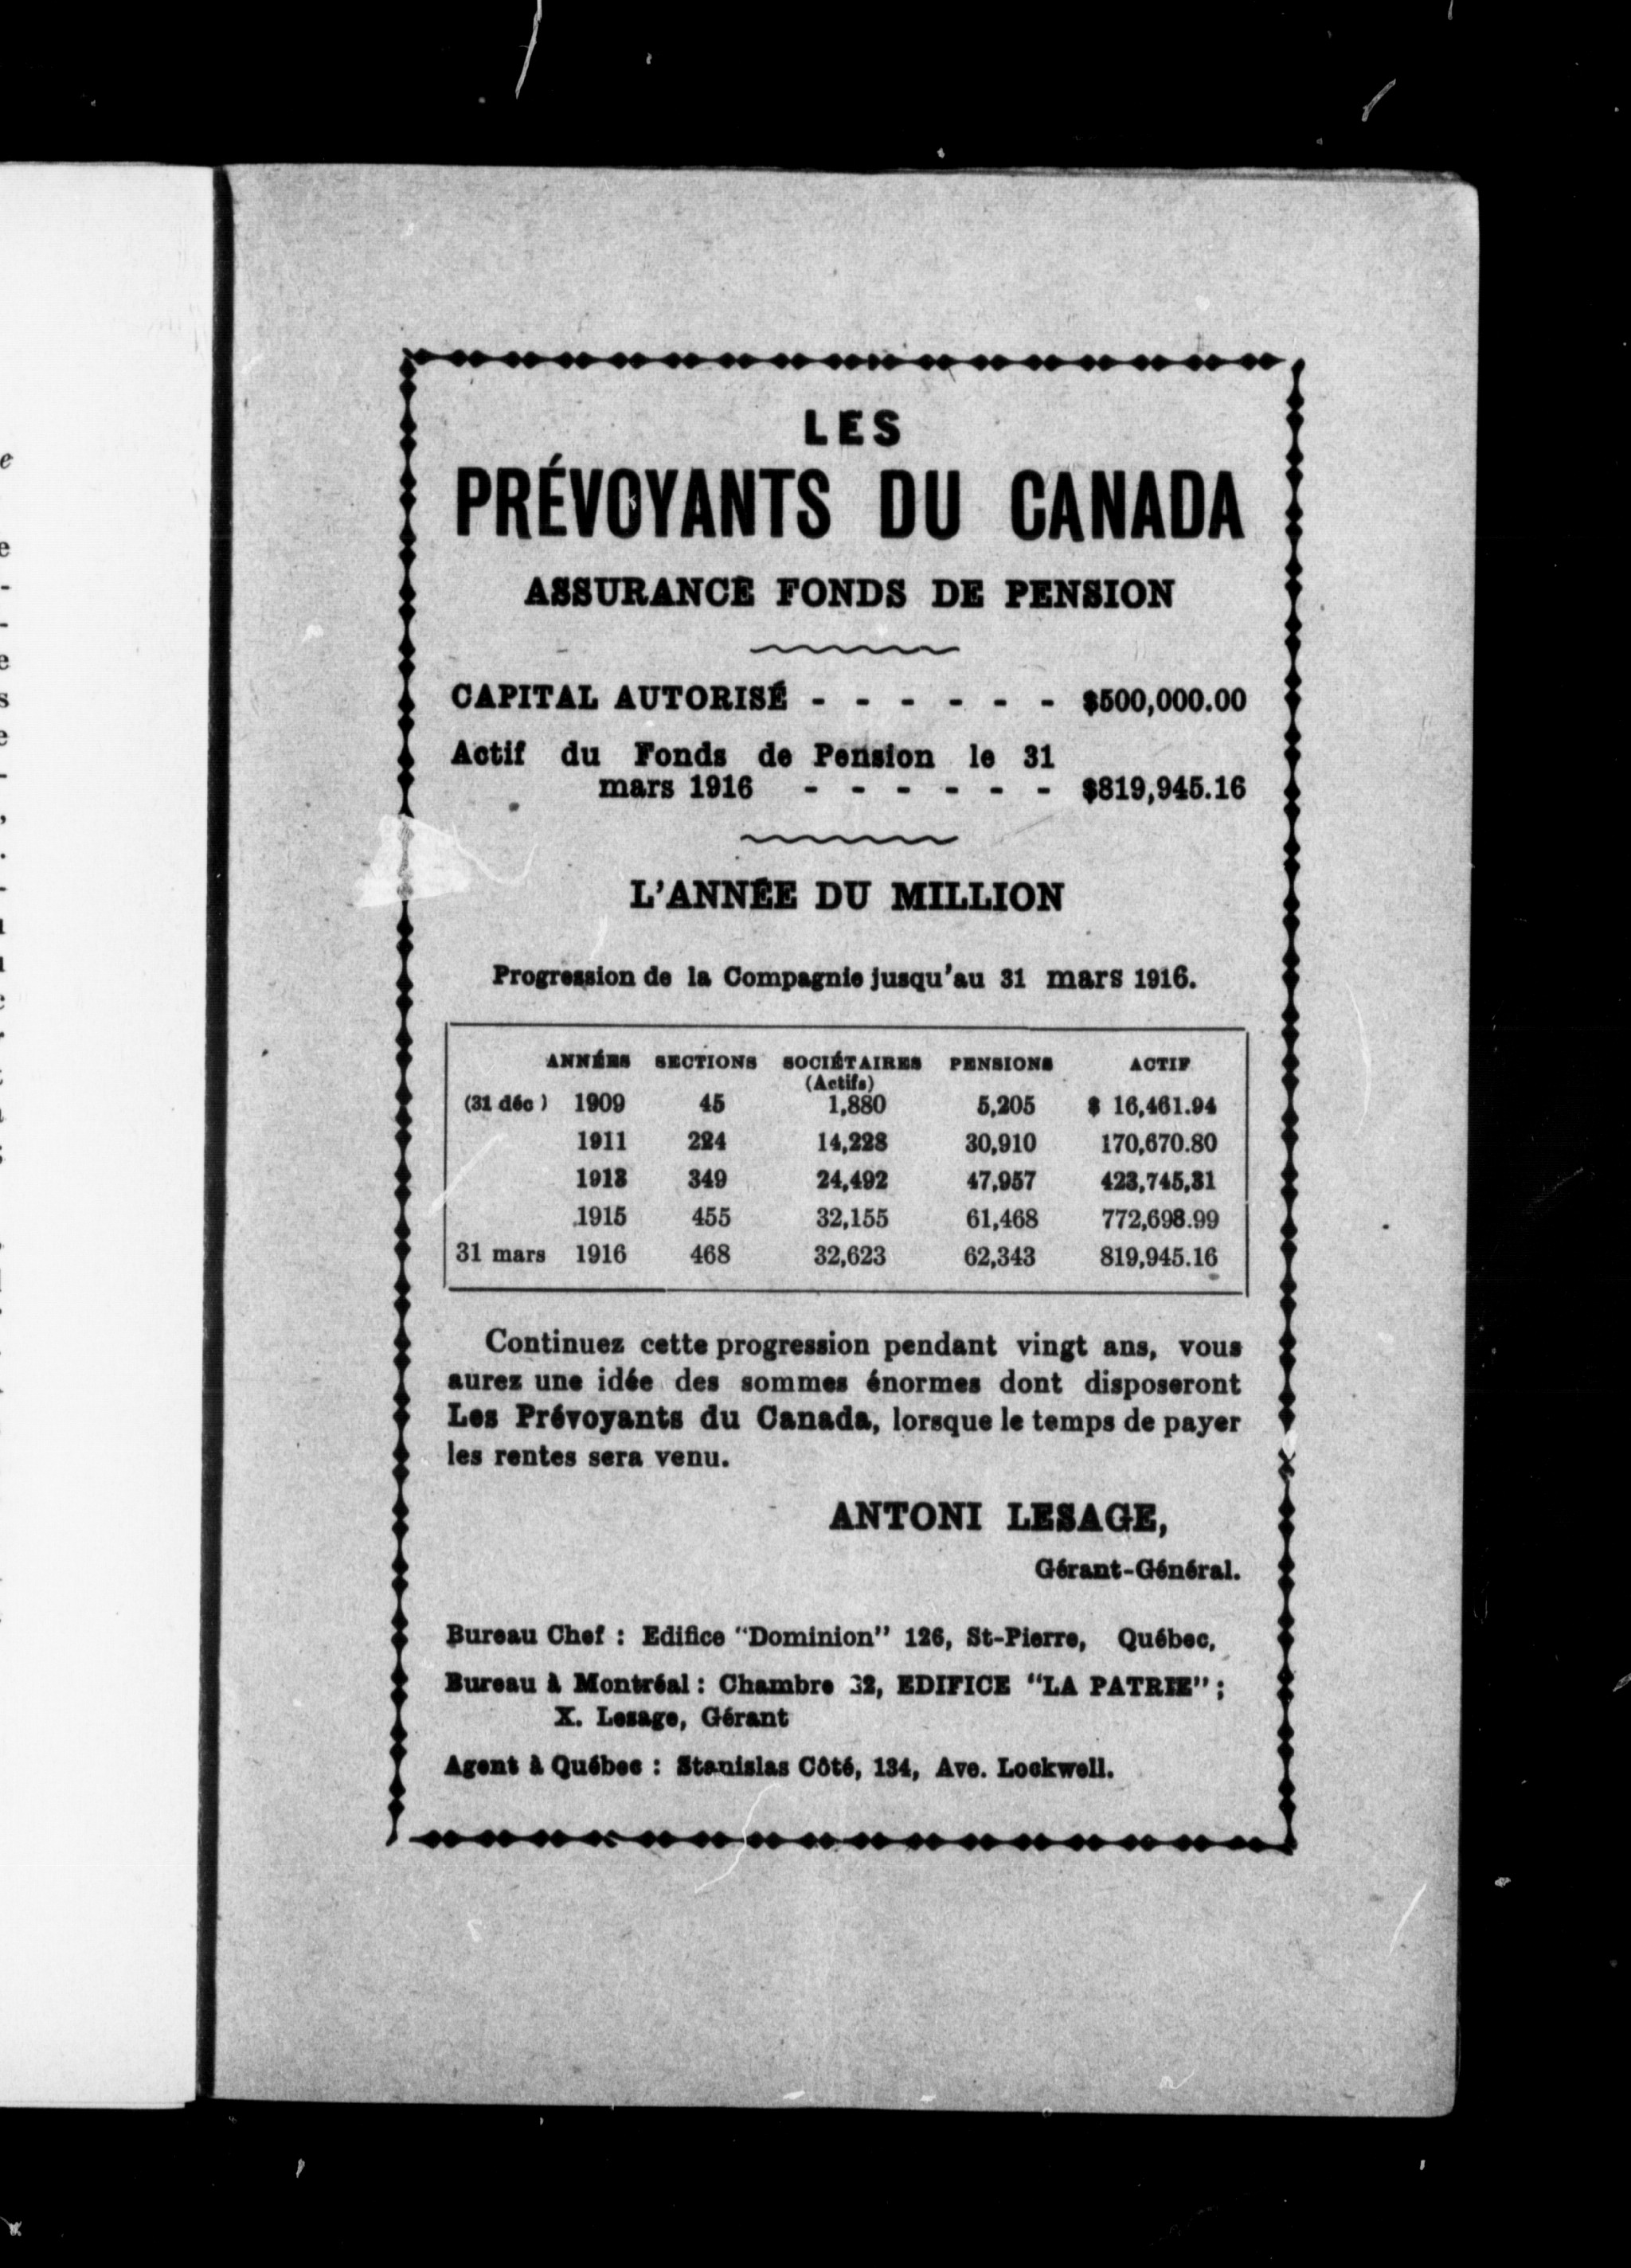 LES
PRÉVOYANTS DU CANADA
ASSURANCE FONDS DE PENSION
CAPITAL AUTORISÉ - - - - - - $500,000.00
Actif du Fonds de Pension le 31
mars 1916 - - - - - - $819,945.16
L'ANNÉE DU MILLION
Progression de la Compagnie jusqu'au 31 mars 1916.
ANNÉES SECTIONS SOCIÉTAIRES PENSIONS ACTIF
(Actifs)
(31 déc ) 1909 45 1,880 5,205 $ 16,461.94
1911 224 14,228 30,910 170,670.80
1913 349 24,492 47,957 423,745,31
1915 455 32,155 61,468 772,698.99
31 mars 1916 468 32,623 62,343 819,945.16
Continuez cette progression pendant vingt ans, vous
aurez une idée des sommes énormes dont disposeront
Les Prévoyants du Canada, lorsque le temps de payer
les rentes sera venu.
ANTONI LESAGE,
Gérant-Général.
Bureau Chef : Edifice "Dominion" 126, St-Pierre, Québec,
Bureau à Montréal : Chambre 32, EDIFICE "LA PATRIE" ;
X. Lesage, Gérant
Agent à Québec : Stanislas Côté, 134, Ave. Lockwell.